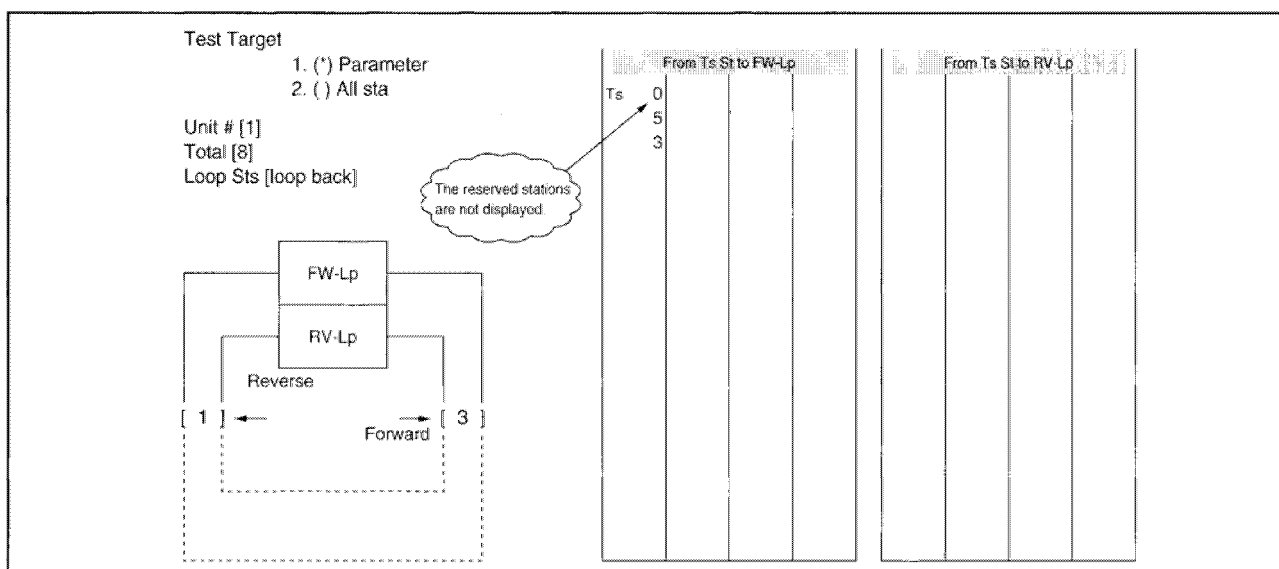 Test Target
1. (*) Parameter
2. ( ) All sta
Unit # [1]
Total [8]
Loop Sts [loop back]
The reserved stations
are not displayed.
FW-Lp
RV-Lp
Reverse
[ 1 ]
[ 3 ]
Forward
From Ts St to FW-Lp
Ts 0
5
3
From Ts St to RV-Lp